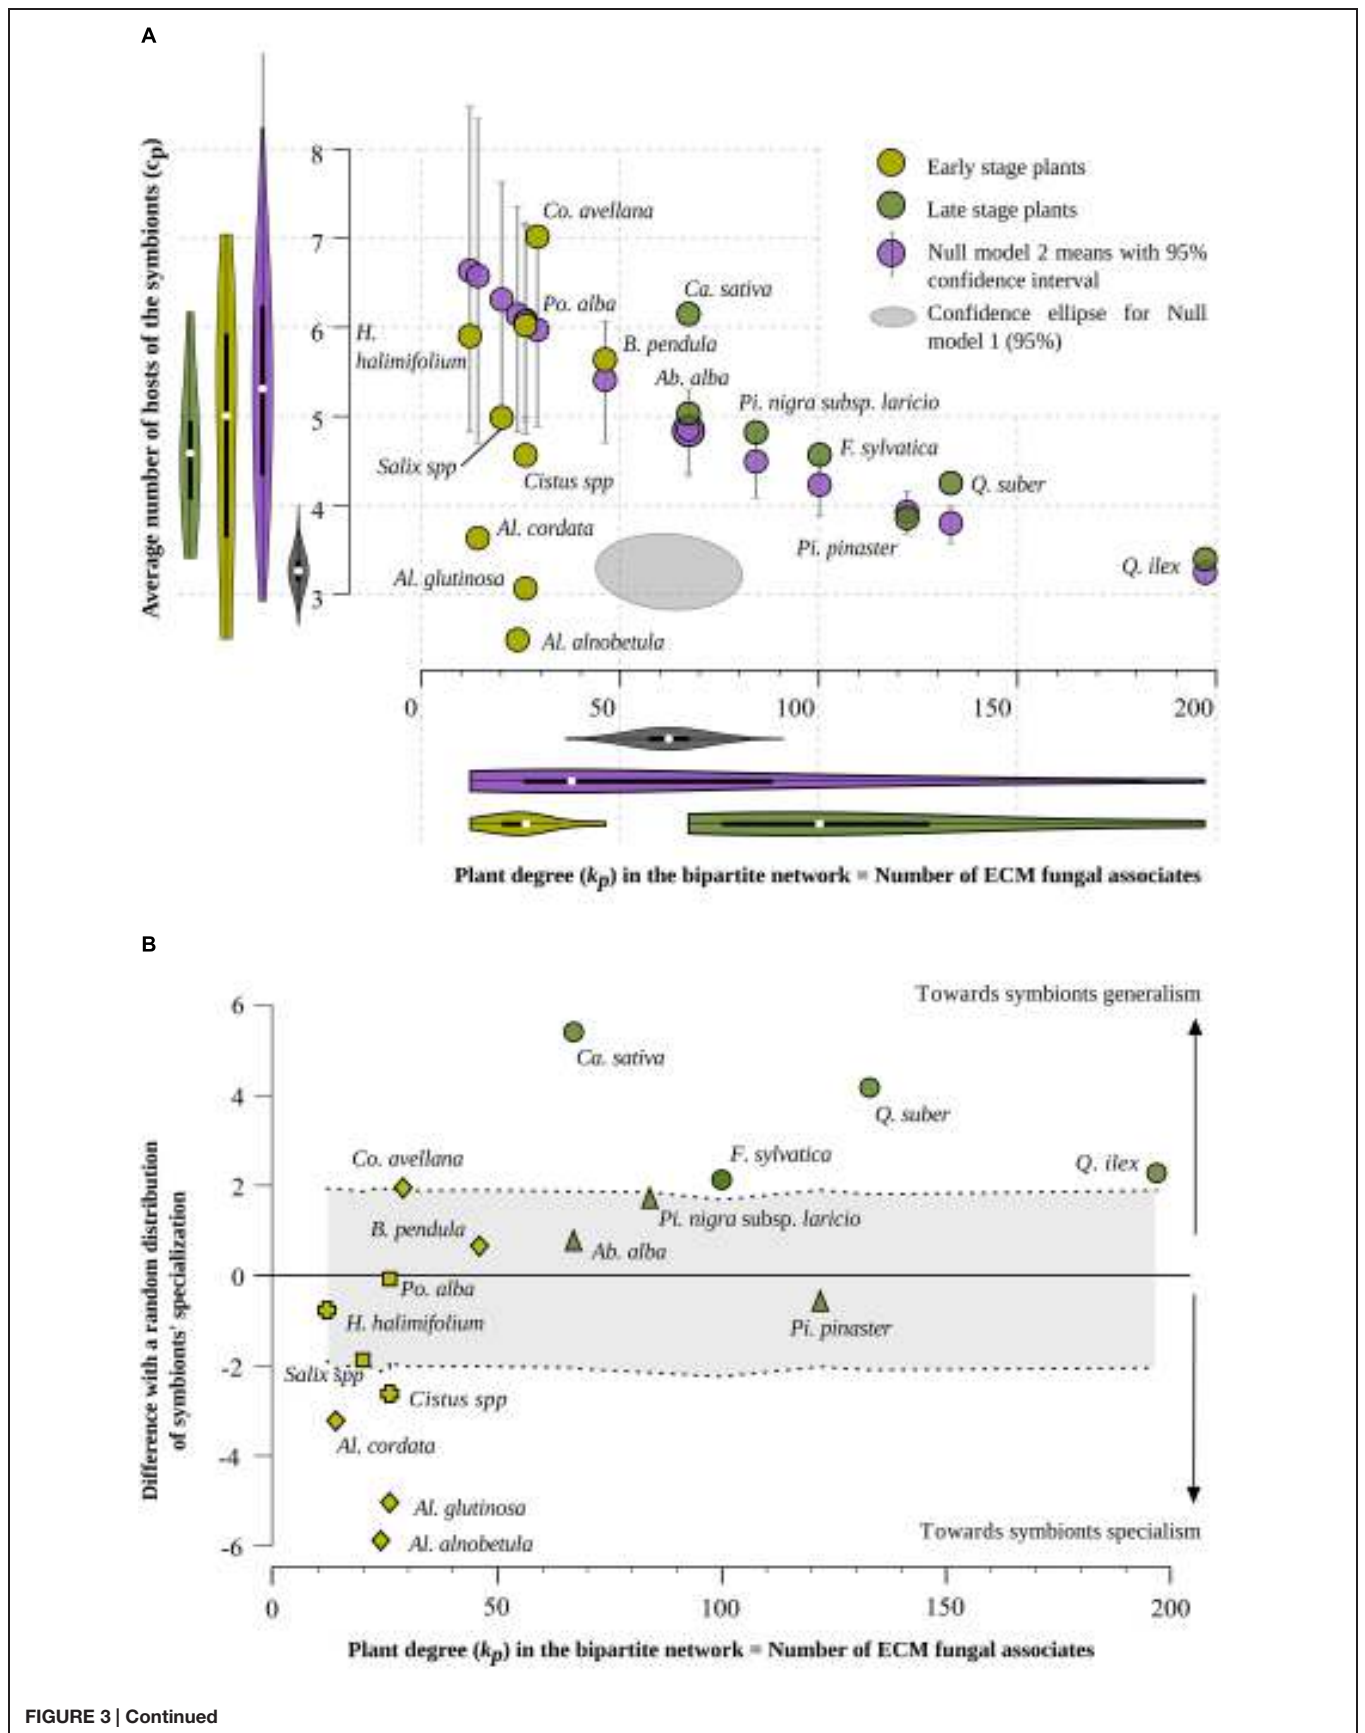 A
Average number of hosts of the symbionts (cp)
8
7
6
5
4
3
Early stage plants
Late stage plants
Null model 2 means with 95%
confidence interval
Confidence ellipse for Null
model 1 (95%)
Co. avellana
Ca. sativa
Po. alba
H.
halimifolium
B. pendula
Ab. alba
Pi. nigra subsp. laricio
F. sylvatica
Salix spp
Cistus spp
Q. suber
Al. cordata
Pi. pinaster
Q. ilex
Al. glutinosa
Al. alnobetula
0 50 100 150 200
Plant degree (kp) in the bipartite network = Number of ECM fungal associates
B
Difference with a random distribution
of symbionts' specialization
6
4
2
0
-2
-4
-6
Towards symbionts generalism
Ca. sativa
Q. suber
F. sylvatica
Co. avellana
Q. ilex
Pi. nigra subsp. laricio
B. pendula
Ab. alba
Po. alba
H. halimifolium
Pi. pinaster
Salix spp
Cistus spp
Al. cordata
Al. glutinosa
Towards symbionts specialism
Al. alnobetula
0 50 100 150 200
Plant degree (kp) in the bipartite network = Number of ECM fungal associates
FIGURE 3 | Continued